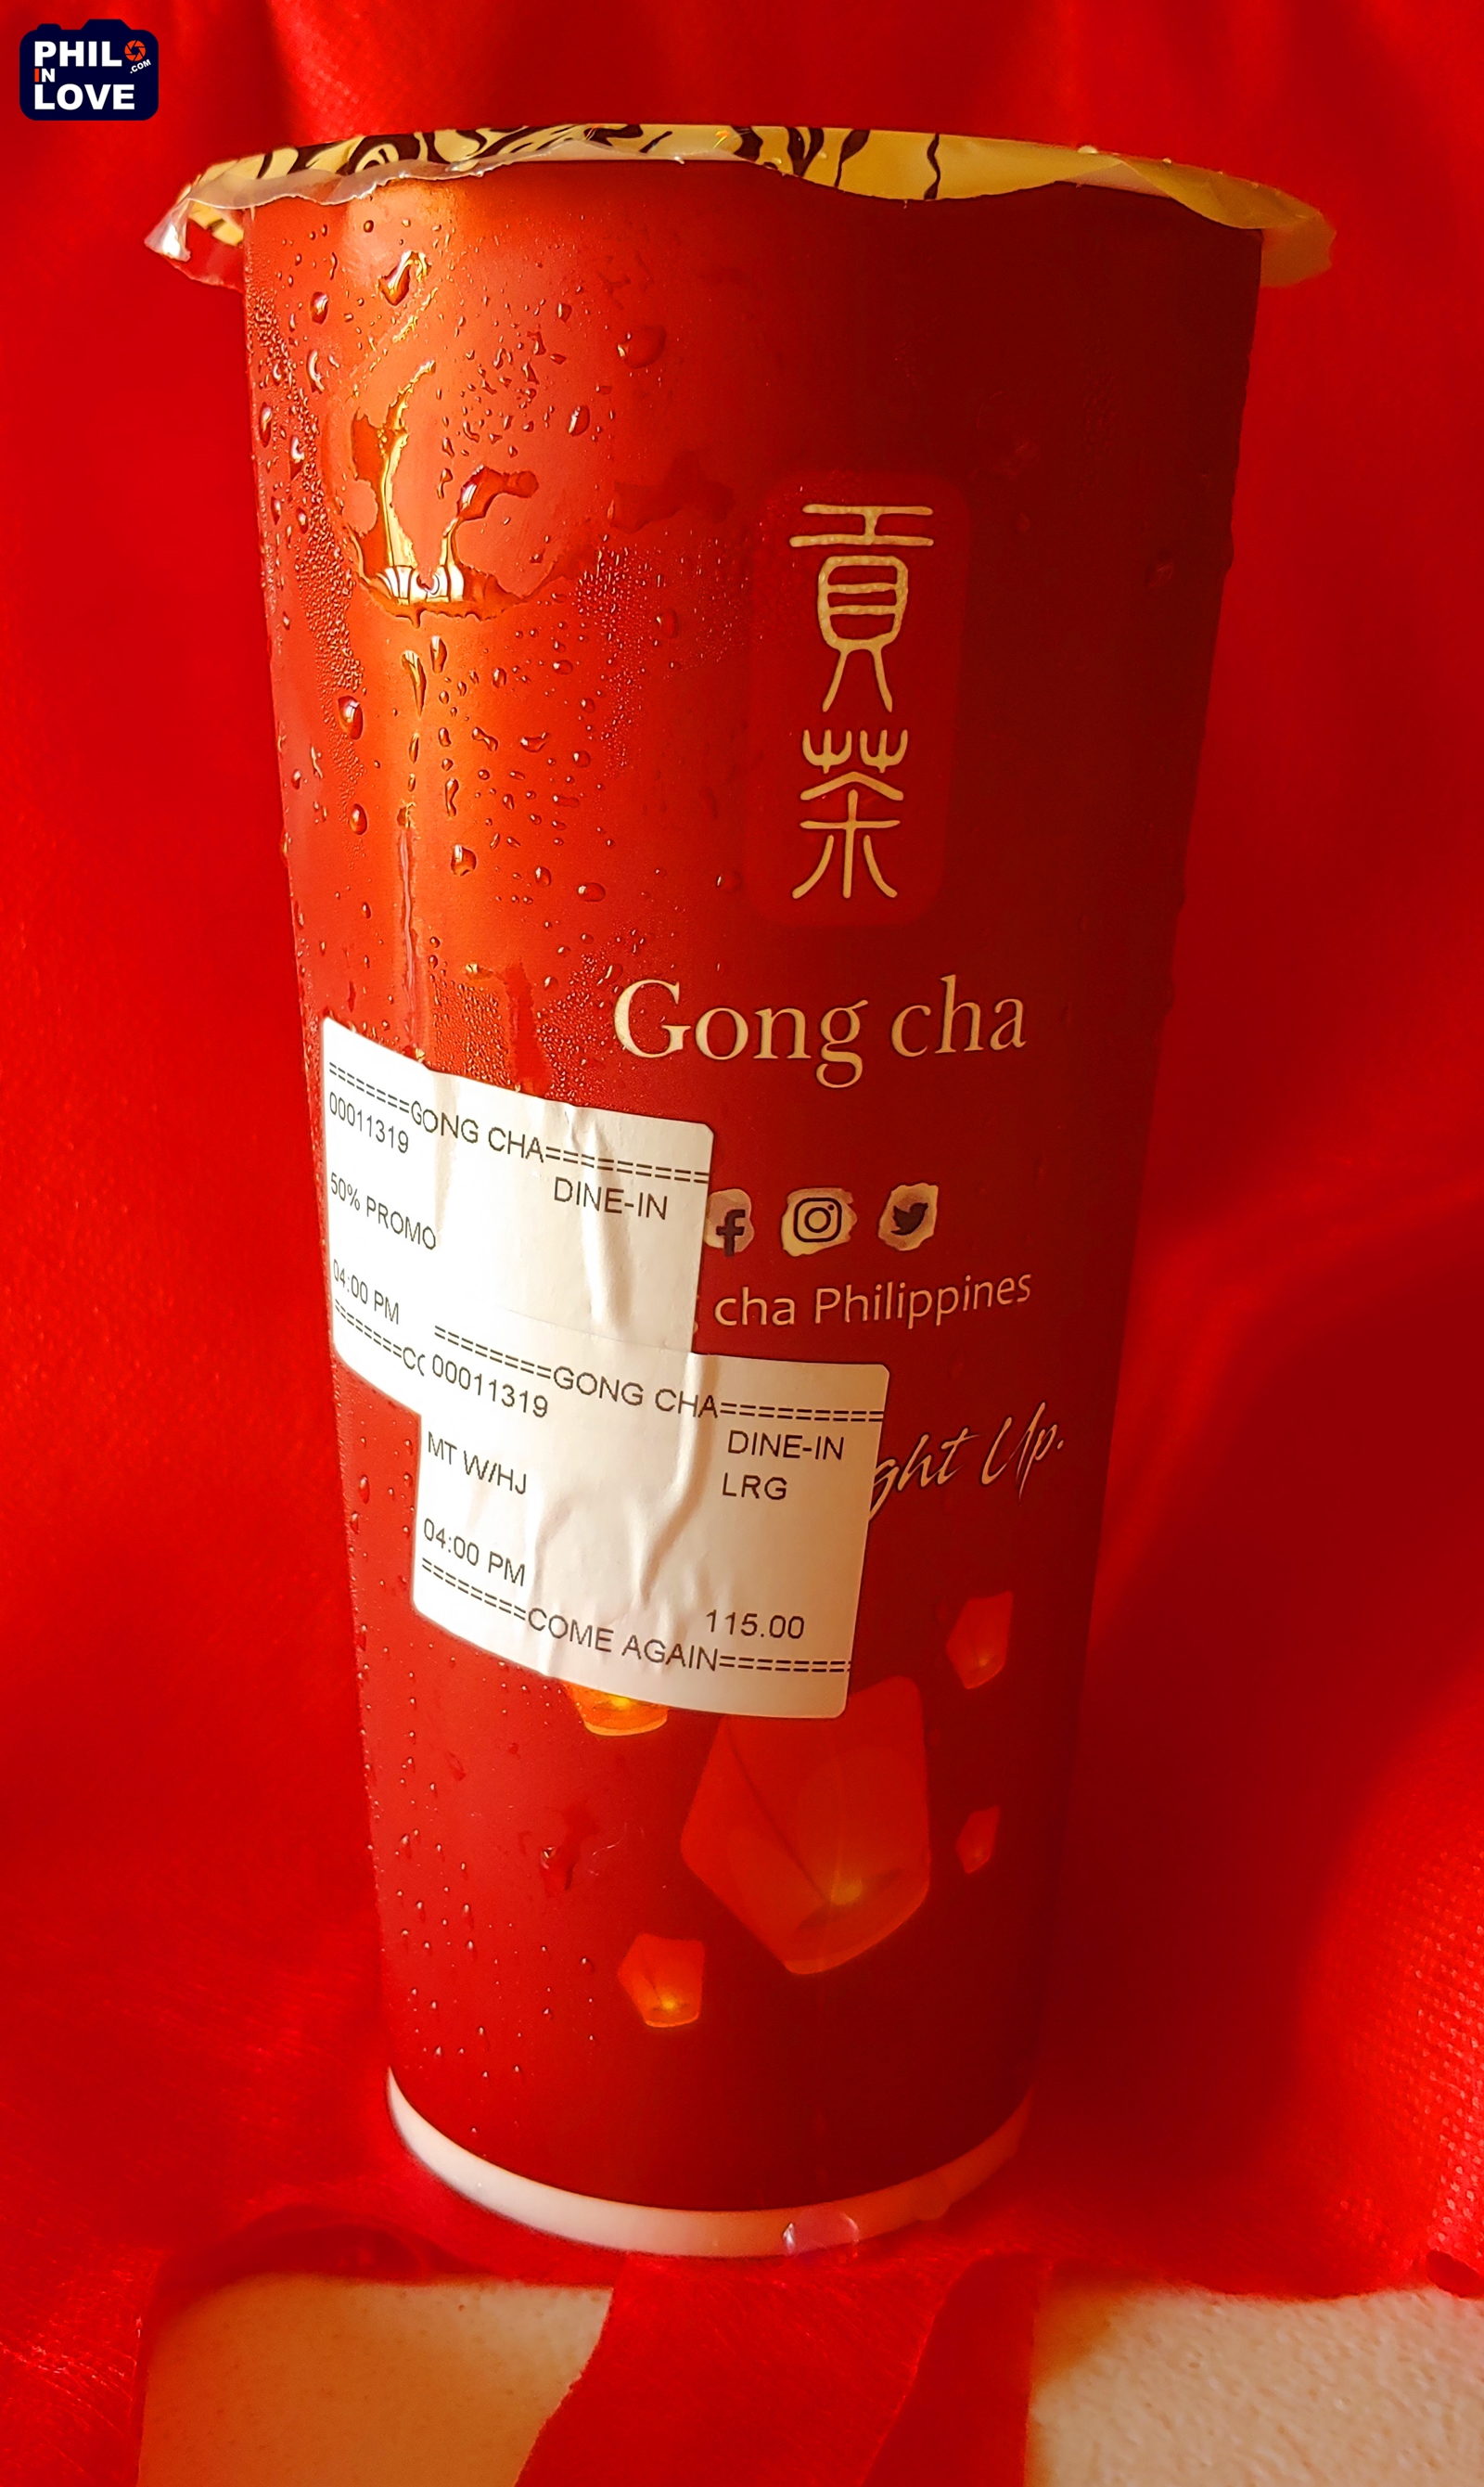 PHIL
IN
.COM
LOVE
貢
茶
Gong cha
========GONG CHA=========
00011319
DINE-IN
50% PROMO
04:00 PM
cha Philippines
========GONG CHA=========
00011319
DINE-IN
MT W/HJ
LRG
Up.
04:00 PM
115.00
========COME AGAIN========